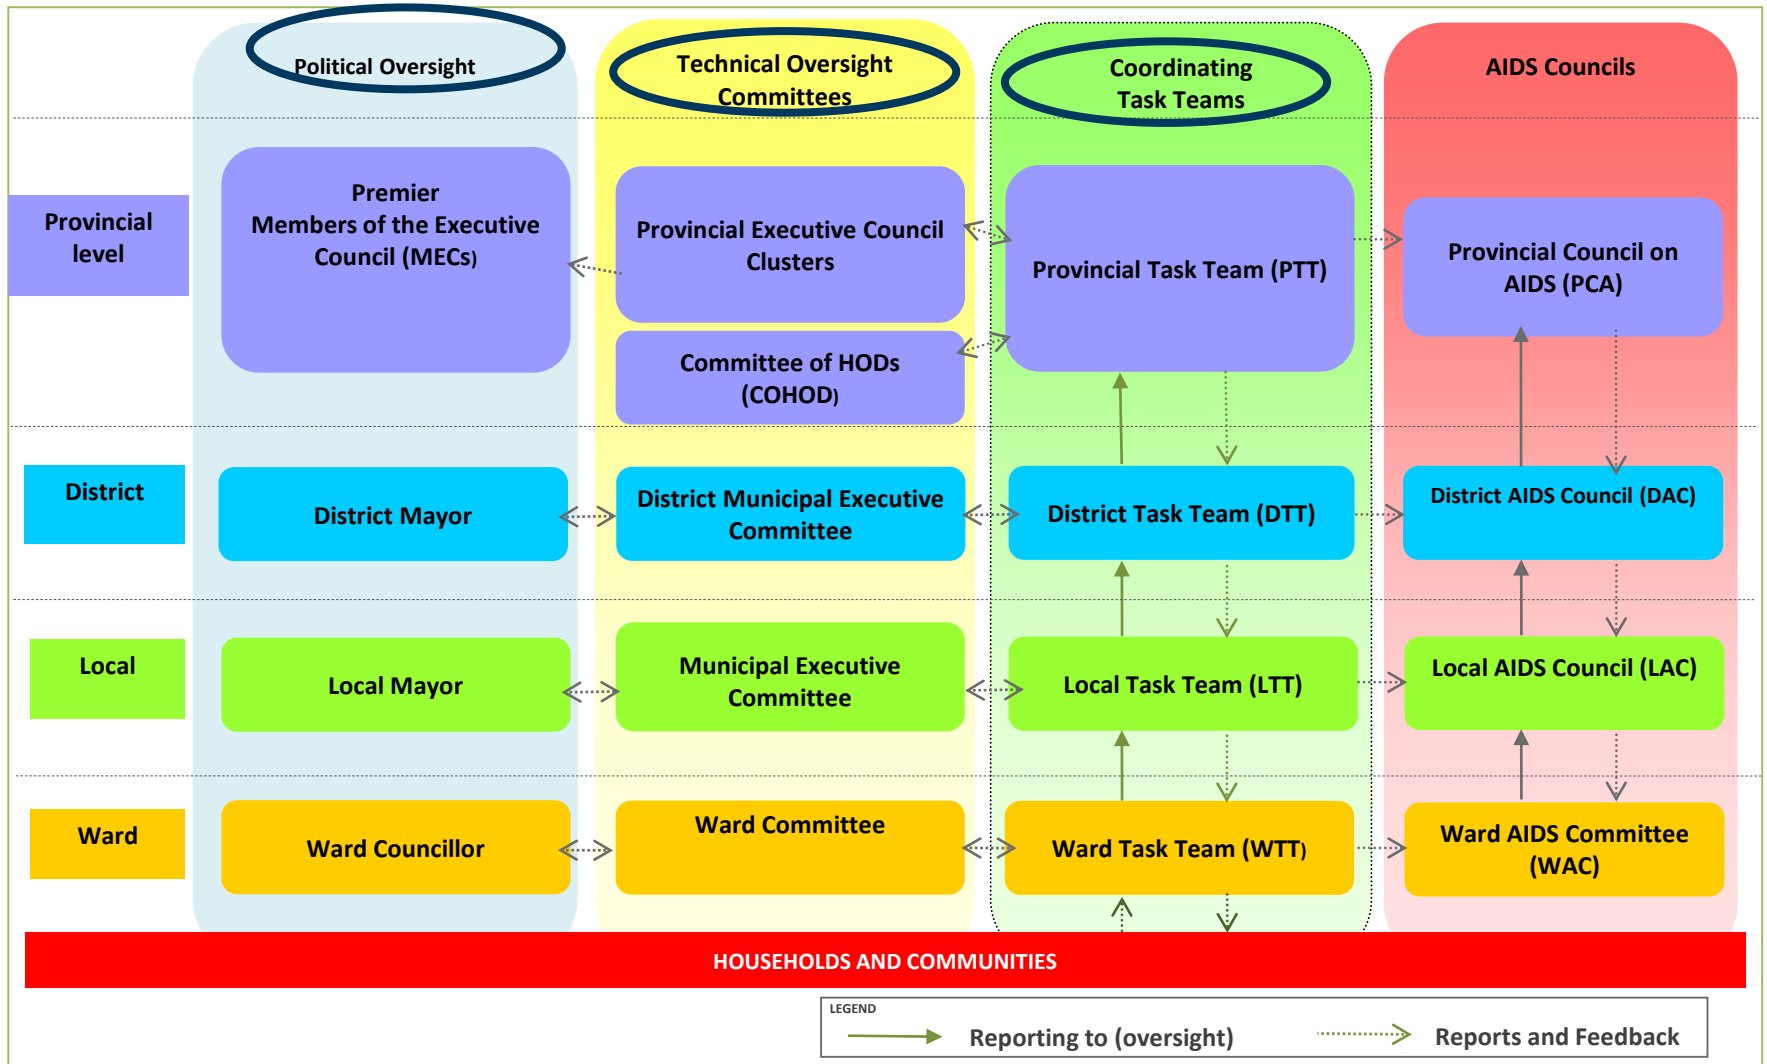 Political Oversight
Technical Oversight
Committees
Coordinating
Task Teams
AIDS Councils
Provincial
level
Premier
Members of the Executive
Council (MECs)
Provincial Executive Council
Clusters
Committee of HODs
(COHOD)
Provincial Task Team (PTT)
Provincial Council on
AIDS (PCA)
District
District Mayor
District Municipal Executive
Committee
District Task Team (DTT)
District AIDS Council (DAC)
Local
Local Mayor
Municipal Executive
Committee
Local Task Team (LTT)
Local AIDS Council (LAC)
Ward
Ward Councillor
Ward Committee
Ward Task Team (WTT)
Ward AIDS Committee
(WAC)
HOUSEHOLDS AND COMMUNITIES
LEGEND
Reporting to (oversight)
Reports and Feedback